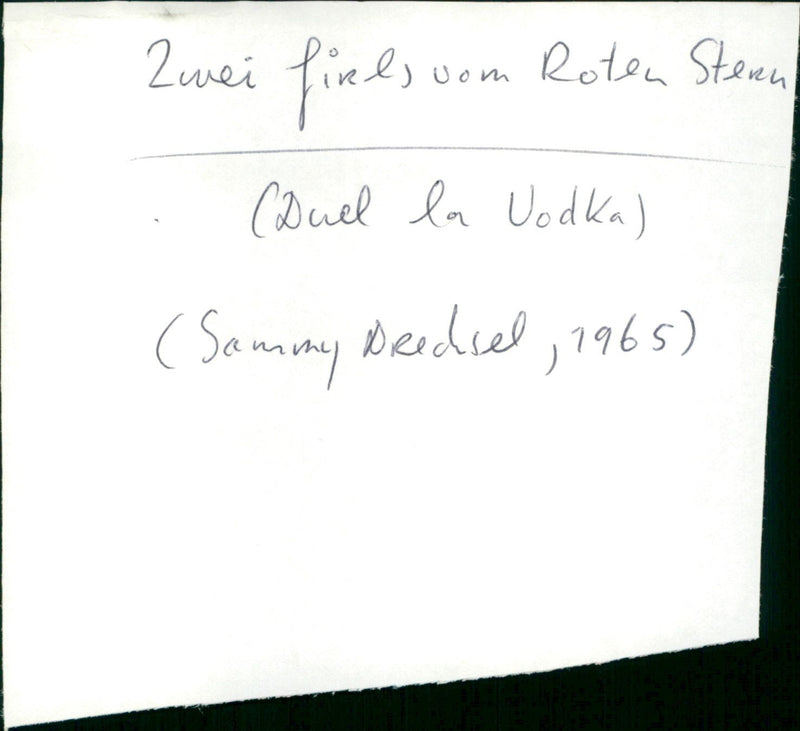 Zwei Girls vom Roten Stern
(Duel la Vodka)
(Sammy Drechsel, 1965)